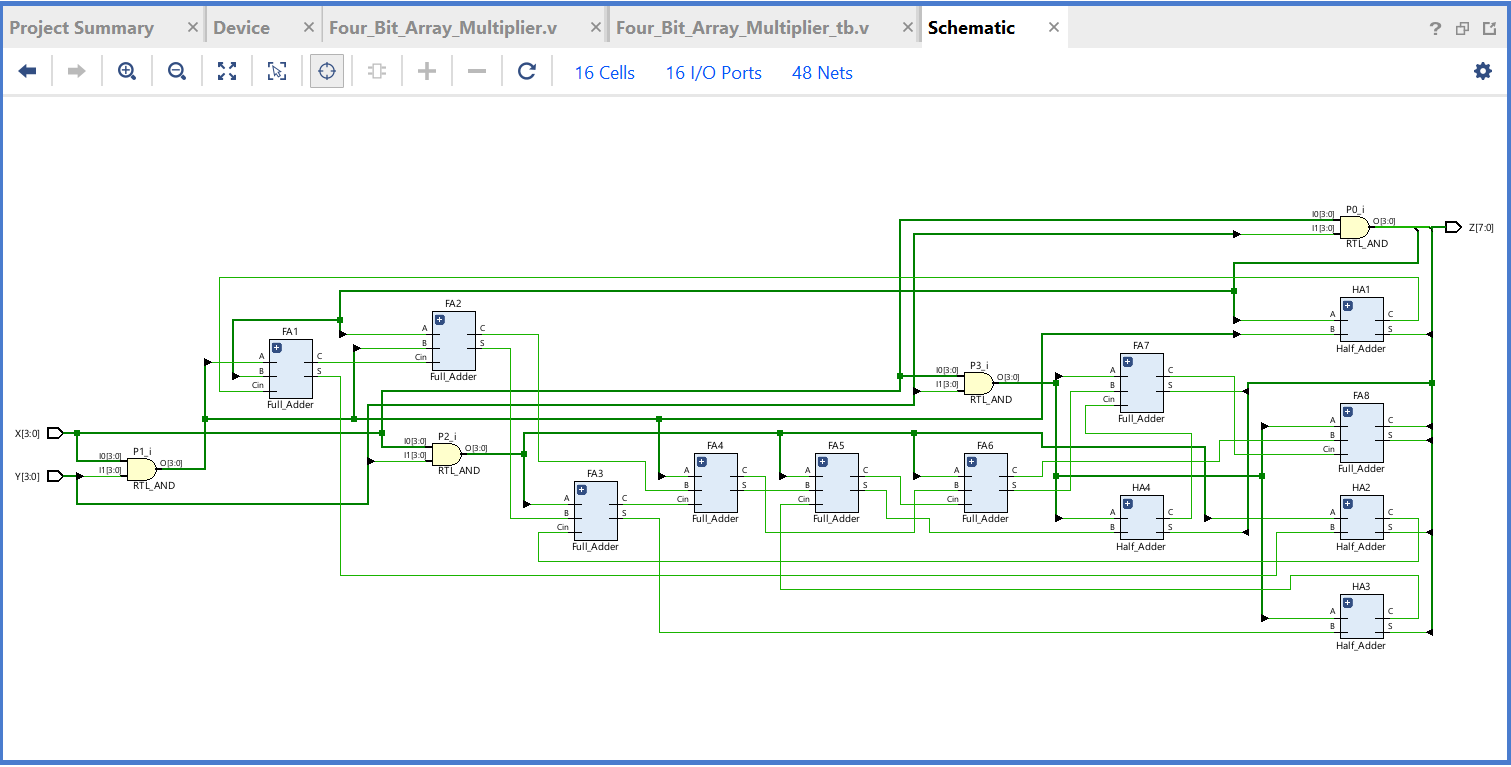 Project Summary × Device × Four_Bit_Array_Multiplier.v × Four_Bit_Array_Multiplier_tb.v × Schematic × ?
16 Cells 16 I/O Ports 48 Nets
P0_i
I0[3:0]
I1[3:0]
O[3:0]
RTL_AND
Z[7:0]
HA1
A
B
C
S
Half_Adder
FA2
A
B
Cin
C
S
Full_Adder
FA1
A
B
Cin
C
S
Full_Adder
FA7
A
B
Cin
C
S
Full_Adder
P3_i
I0[3:0]
I1[3:0]
O[3:0]
RTL_AND
FA8
A
B
Cin
C
S
Full_Adder
X[3:0]
Y[3:0]
P1_i
I0[3:0]
I1[3:0]
O[3:0]
RTL_AND
P2_i
I0[3:0]
I1[3:0]
O[3:0]
RTL_AND
FA3
A
B
Cin
C
S
Full_Adder
FA4
A
B
Cin
C
S
Full_Adder
FA5
A
B
Cin
C
S
Full_Adder
FA6
A
B
Cin
C
S
Full_Adder
HA4
A
B
C
S
Half_Adder
HA2
A
B
C
S
Half_Adder
HA3
A
B
C
S
Half_Adder